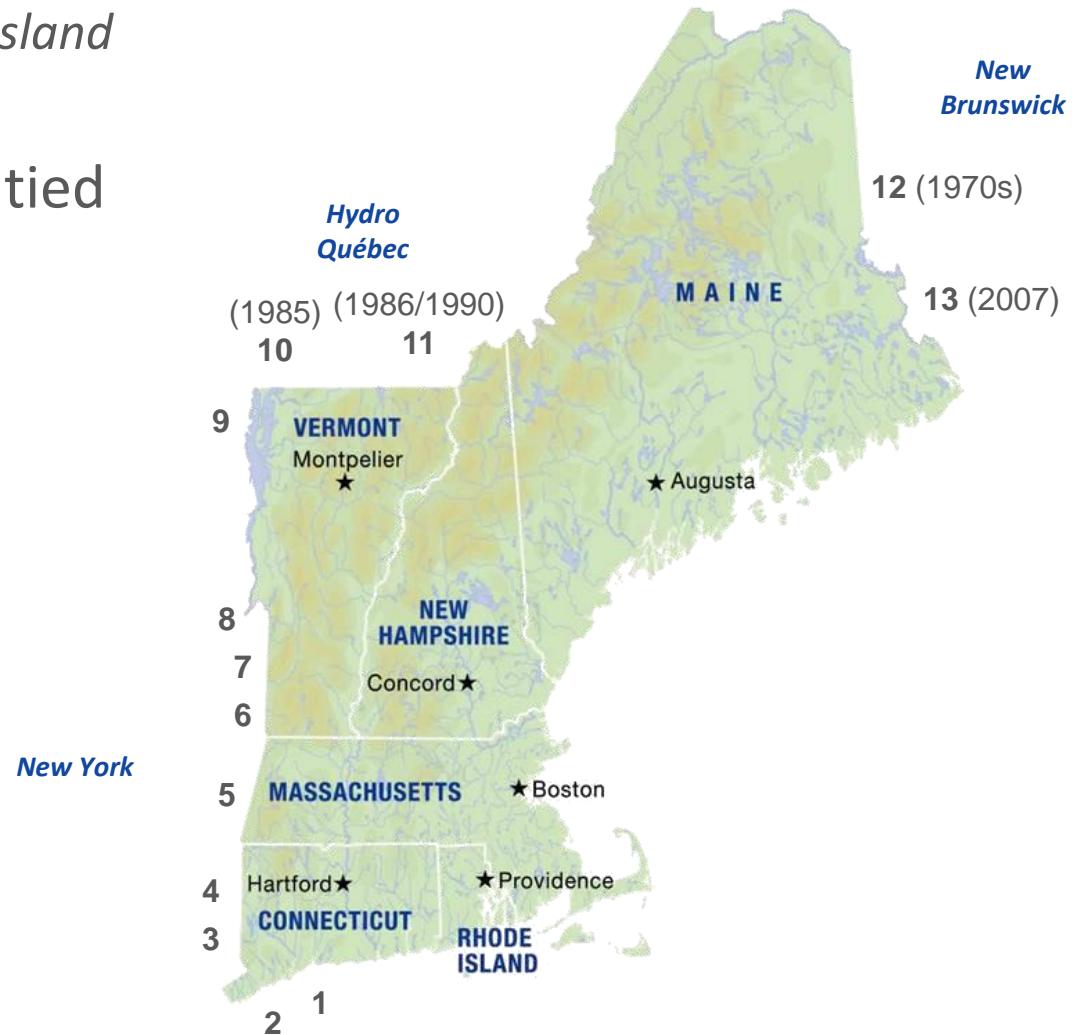 sland
tied
New
Brunswick
12 (1970s)
Hydro
Québec
MAINE
13 (2007)
(1985) (1986/1990)
10 11
9
VERMONT
Montpelier
Augusta
8
NEW
HAMPSHIRE
7
Concord
6
New York
5
MASSACHUSETTS
Boston
4
Hartford
Providence
CONNECTICUT
3
RHODE
ISLAND
1
2